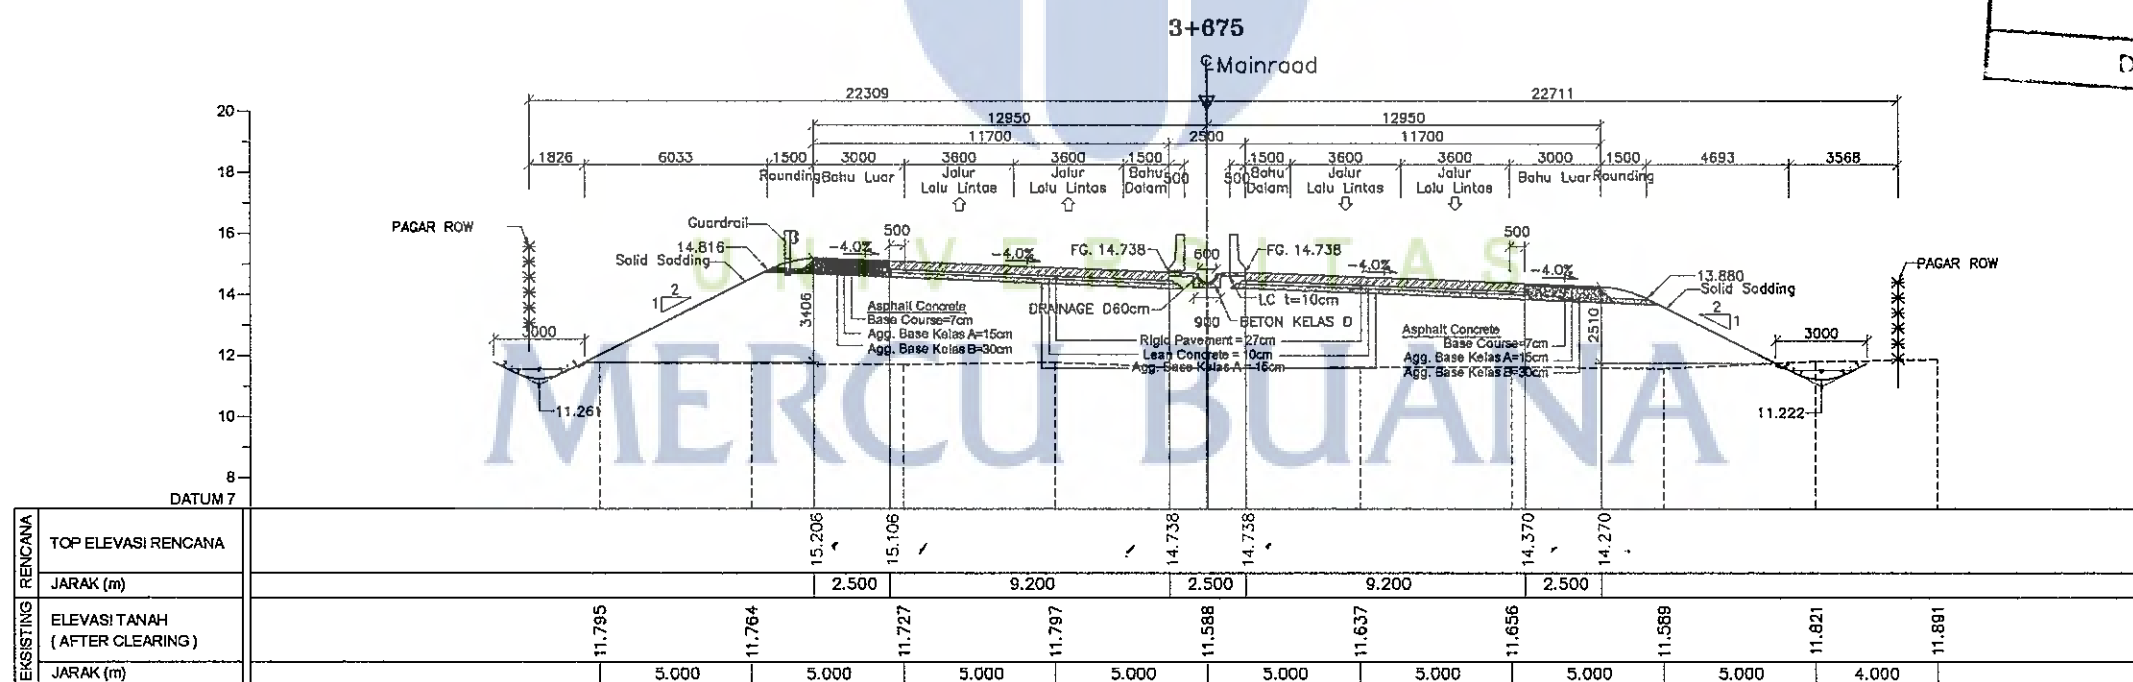 3+675
Mainroad
22309 22711
12950 12950
11700 2500 11700
1826 6033 1500 3000 3600 3600 1500 1500 3600 3600 3000 1500 4693 3568
Rounding Bahu Luar Jalur Lalu Lintas Jalur Lalu Lintas Bahu Dalam 500 500 Bahu Dalam Jalur Lalu Lintas Jalur Lalu Lintas Bahu Luar Rounding
20
18
16
14
12
10
8
DATUM 7
PAGAR ROW
Guardrail
14.816
Solid Sodding
2
1
3000
11.261
3406
-4.0%
500
-4.0%
FG. 14.738
600
FG. 14.738
-4.0%
500
-4.0%
13.880
Solid Sodding
2
1
PAGAR ROW
3000
11.222
2510
UNIVERSITAS
MERCU BUANA
Asphalt Concrete
Base Course=7cm
Agg. Base Kelas A=15cm
Agg. Base Kelas B=30cm
DRAINAGE D60cm
LC t=10cm
900
BETON KELAS D
Rigid Pavement = 27cm
Lean Concrete = 10cm
Agg. Base Kelas A = 15cm
Asphalt Concrete
Base Course=7cm
Agg. Base Kelas A=15cm
Agg. Base Kelas B=30cm
RENCANA
TOP ELEVASI RENCANA 15.206 15.106 14.738 14.738 14.370 14.270
JARAK (m) 2.500 9.200 2.500 9.200 2.500
EKSISTING
ELEVASI TANAH
( AFTER CLEARING )
11.795 11.764 11.727 11.797 11.588 11.637 11.656 11.589 11.821 11.891
JARAK (m) 5.000 5.000 5.000 5.000 5.000 5.000 5.000 5.000 4.000